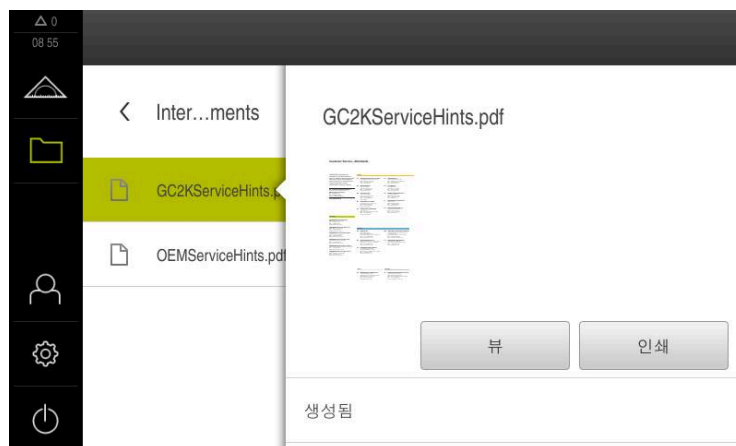 0
08 55
Inter…ments
GC2KServiceHints.pdf
GC2KServiceHints.p
OEMServiceHints.pdf
뷰
인쇄
생성됨